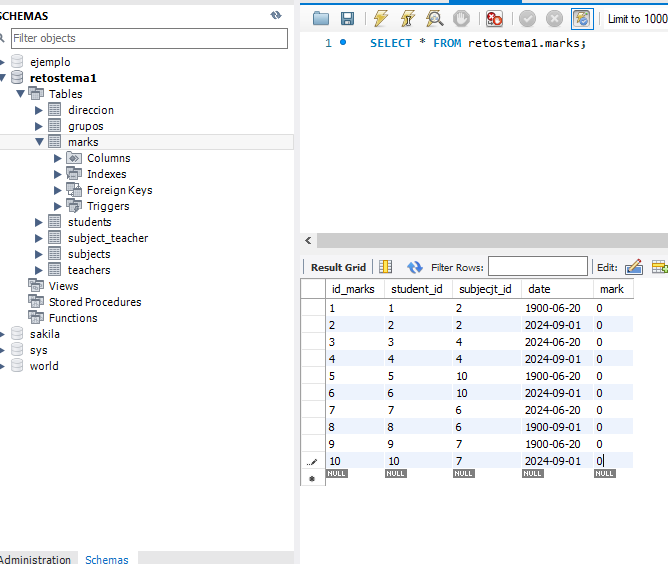 SCHEMAS
Filter objects
ejemplo
retostema1
Tables
direccion
grupos
marks
Columns
Indexes
Foreign Keys
Triggers
students
subject_teacher
subjects
teachers
Views
Stored Procedures
Functions
sakila
sys
world
Administration Schemas
Limit to 1000
1 SELECT * FROM retostema1.marks;
Result Grid Filter Rows: Edit:
id_marks student_id subjecjt_id date mark
1 1 2 1900-06-20 0
2 2 2 2024-09-01 0
3 3 4 2024-06-20 0
4 4 4 2024-09-01 0
5 5 10 1900-06-20 0
6 6 10 2024-09-01 0
7 7 6 2024-06-20 0
8 8 6 1900-09-01 0
9 9 7 1900-06-20 0
10 10 7 2024-09-01 0
NULL NULL NULL NULL NULL